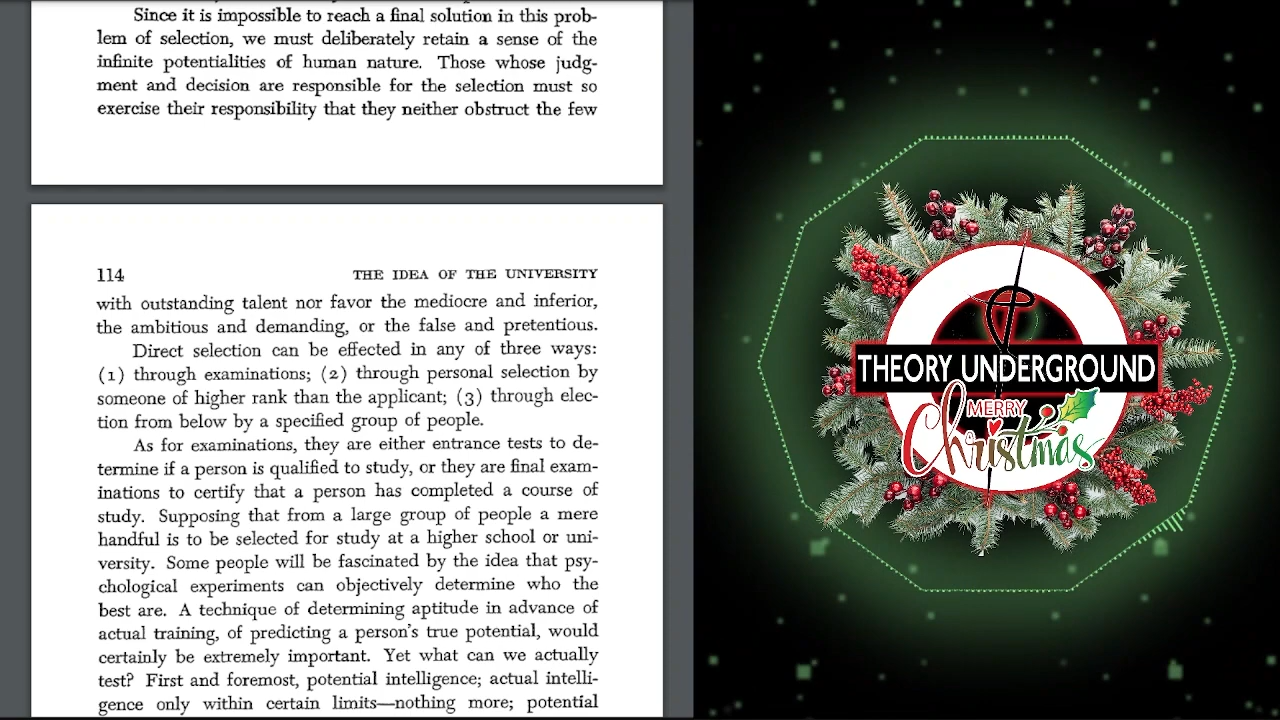 Since it is impossible to reach a final solution in this prob-
lem of selection, we must deliberately retain a sense of the
infinite potentialities of human nature. Those whose judg-
ment and decision are responsible for the selection must so
exercise their responsibility that they neither obstruct the few
114 THE IDEA OF THE UNIVERSITY
with outstanding talent nor favor the mediocre and inferior,
the ambitious and demanding, or the false and pretentious.
Direct selection can be effected in any of three ways:
(1) through examinations; (2) through personal selection by
someone of higher rank than the applicant; (3) through elec-
tion from below by a specified group of people.
As for examinations, they are either entrance tests to de-
termine if a person is qualified to study, or they are final exam-
inations to certify that a person has completed a course of
study. Supposing that from a large group of people a mere
handful is to be selected for study at a higher school or uni-
versity. Some people will be fascinated by the idea that psy-
chological experiments can objectively determine who the
best are. A technique of determining aptitude in advance of
actual training, of predicting a person's true potential, would
certainly be extremely important. Yet what can we actually
test? First and foremost, potential intelligence; actual intelli-
gence only within certain limits—nothing more; potential
THEORY UNDERGROUND
MERRY
Christmas